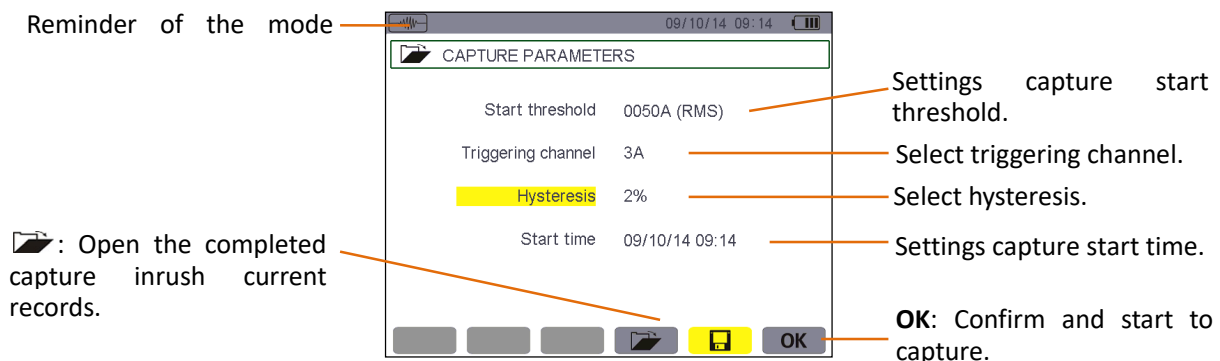 Reminder of the mode
09/10/14 09:14
CAPTURE PARAMETERS
Start threshold 0050A (RMS)
Settings capture start
threshold.
Triggering channel 3A
Select triggering channel.
Hysteresis 2%
Select hysteresis.
Start time 09/10/14 09:14
Settings capture start time.
: Open the completed
capture inrush current
records.
OK
OK: Confirm and start to
capture.